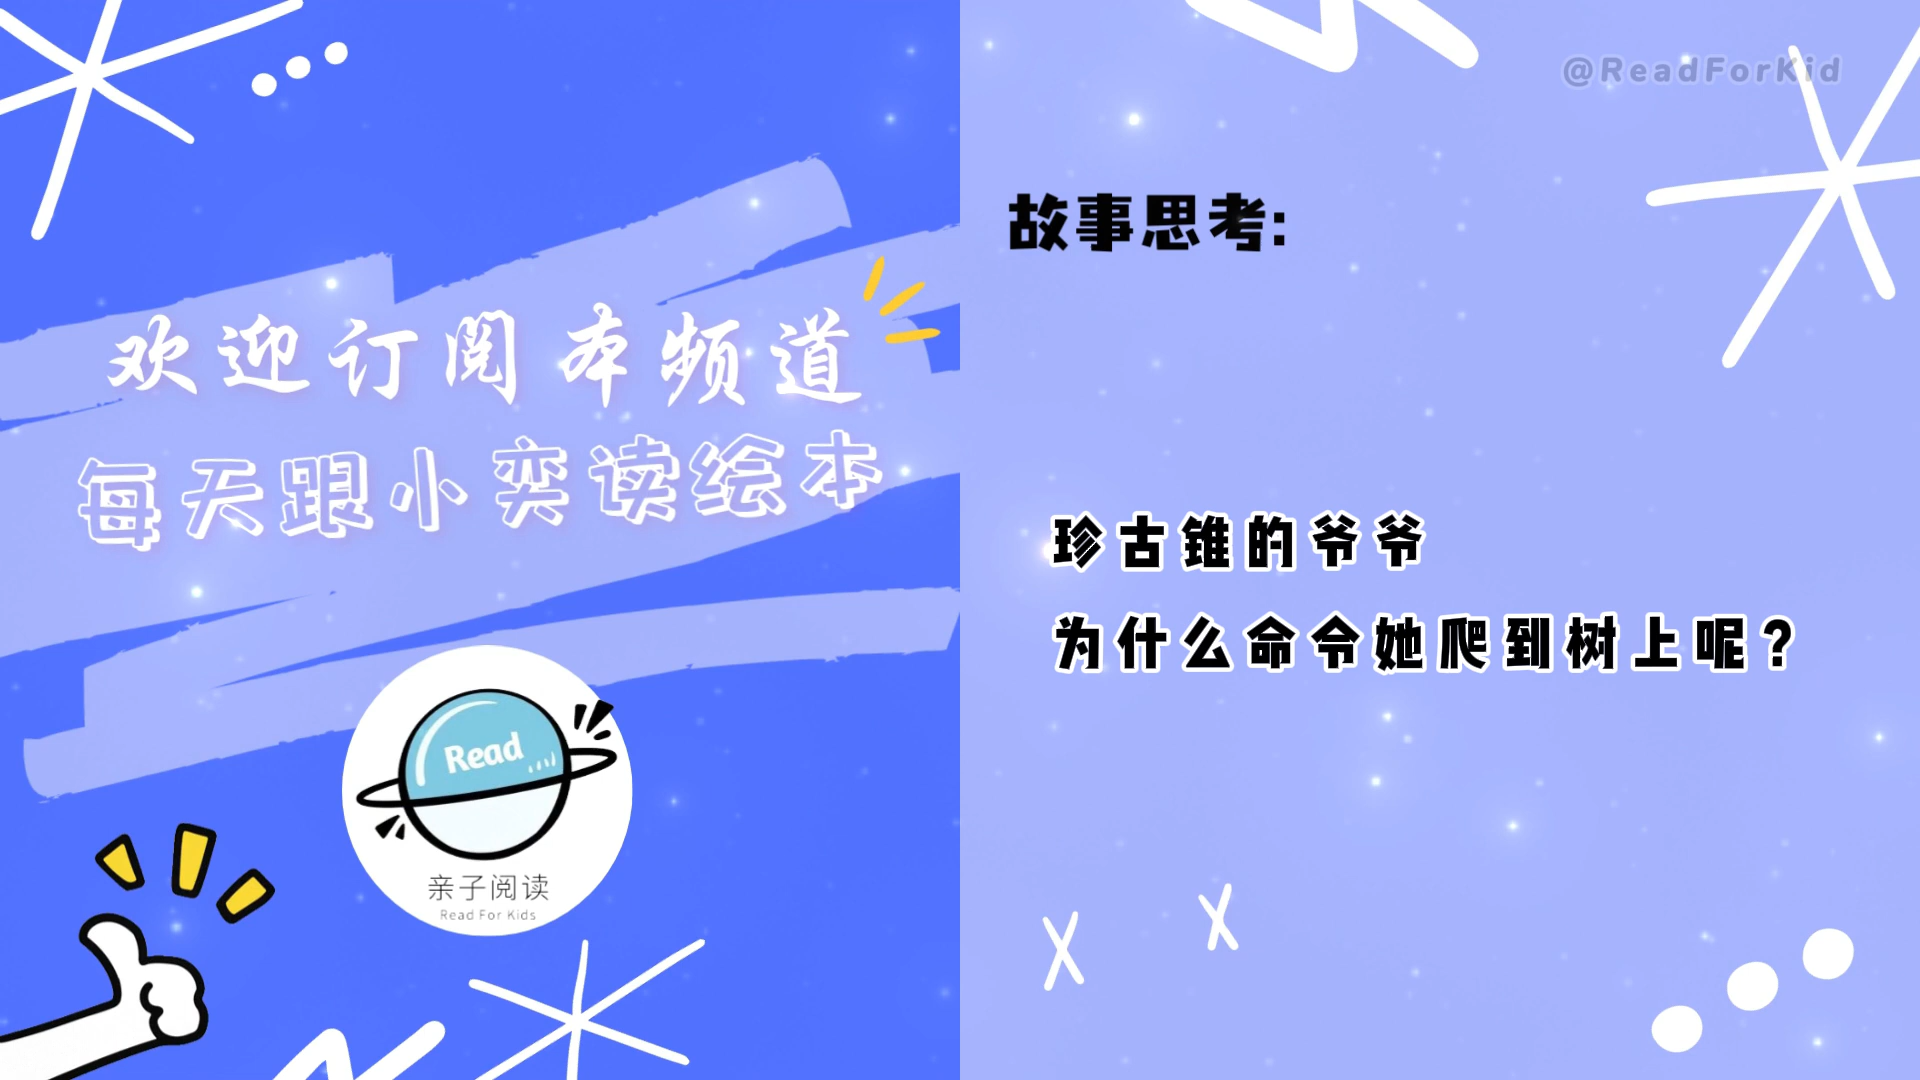 欢迎订阅本频道
每天跟小奕读绘本
Read
亲子阅读
Read For Kids
@ReadForKid
故事思考:
珍古锥的爷爷
为什么命令她爬到树上呢？